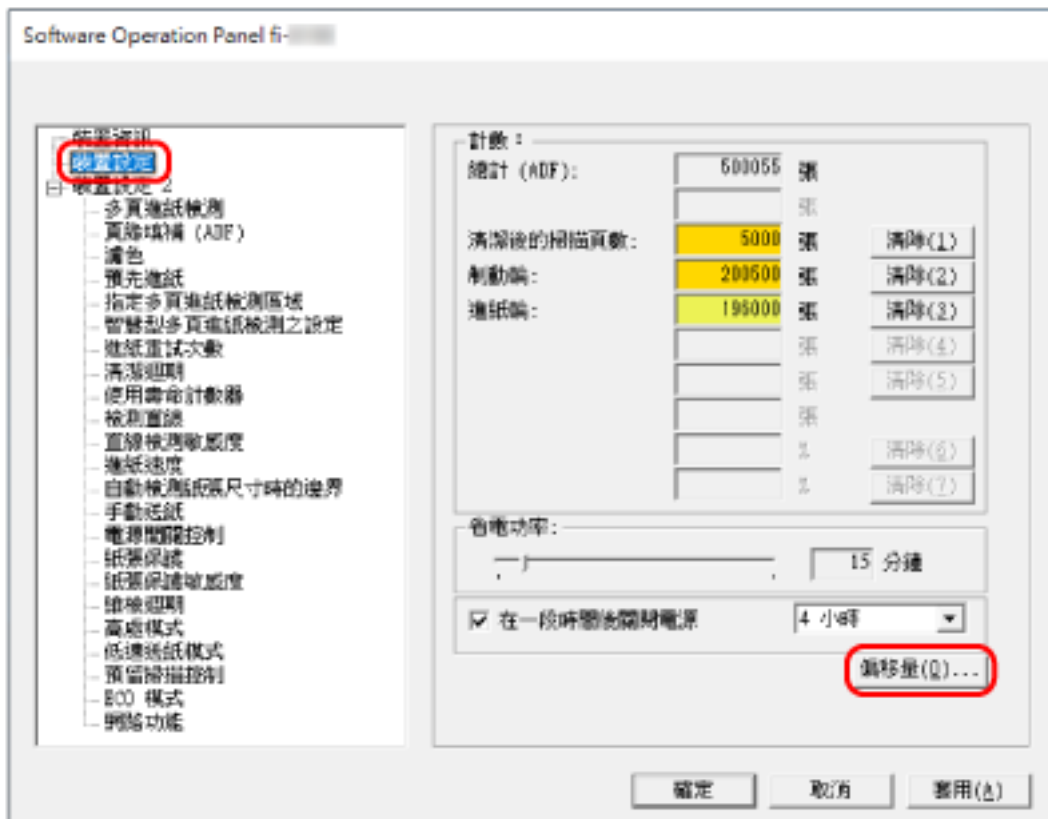 Software Operation Panel fi-
裝置資訊
裝置設定
裝置設定 2
多頁進紙檢測
頁緣填補 (ADF)
濾色
預先進紙
指定多頁進紙檢測區域
智慧型多頁進紙檢測之設定
進紙重試次數
清潔週期
使用壽命計數器
檢測直線
直線檢測敏感度
進紙速度
自動檢測紙張尺寸時的邊界
手動送紙
電源開關控制
紙張保護
紙張保護敏感度
維檢週期
高處模式
低速送紙模式
預留掃描控制
ECO 模式
網路功能
計數：
總計 (ADF): 500055 張
張
清潔後的掃描頁數: 5000 張 清除(1)
制動輪: 200500 張 清除(2)
進紙輪: 195000 張 清除(3)
張 清除(4)
張 清除(5)
張
% 清除(6)
% 清除(7)
省電功率:
15 分鐘
在一段時間後關閉電源 4 小時
偏移量(Q)...
確定 取消 套用(A)